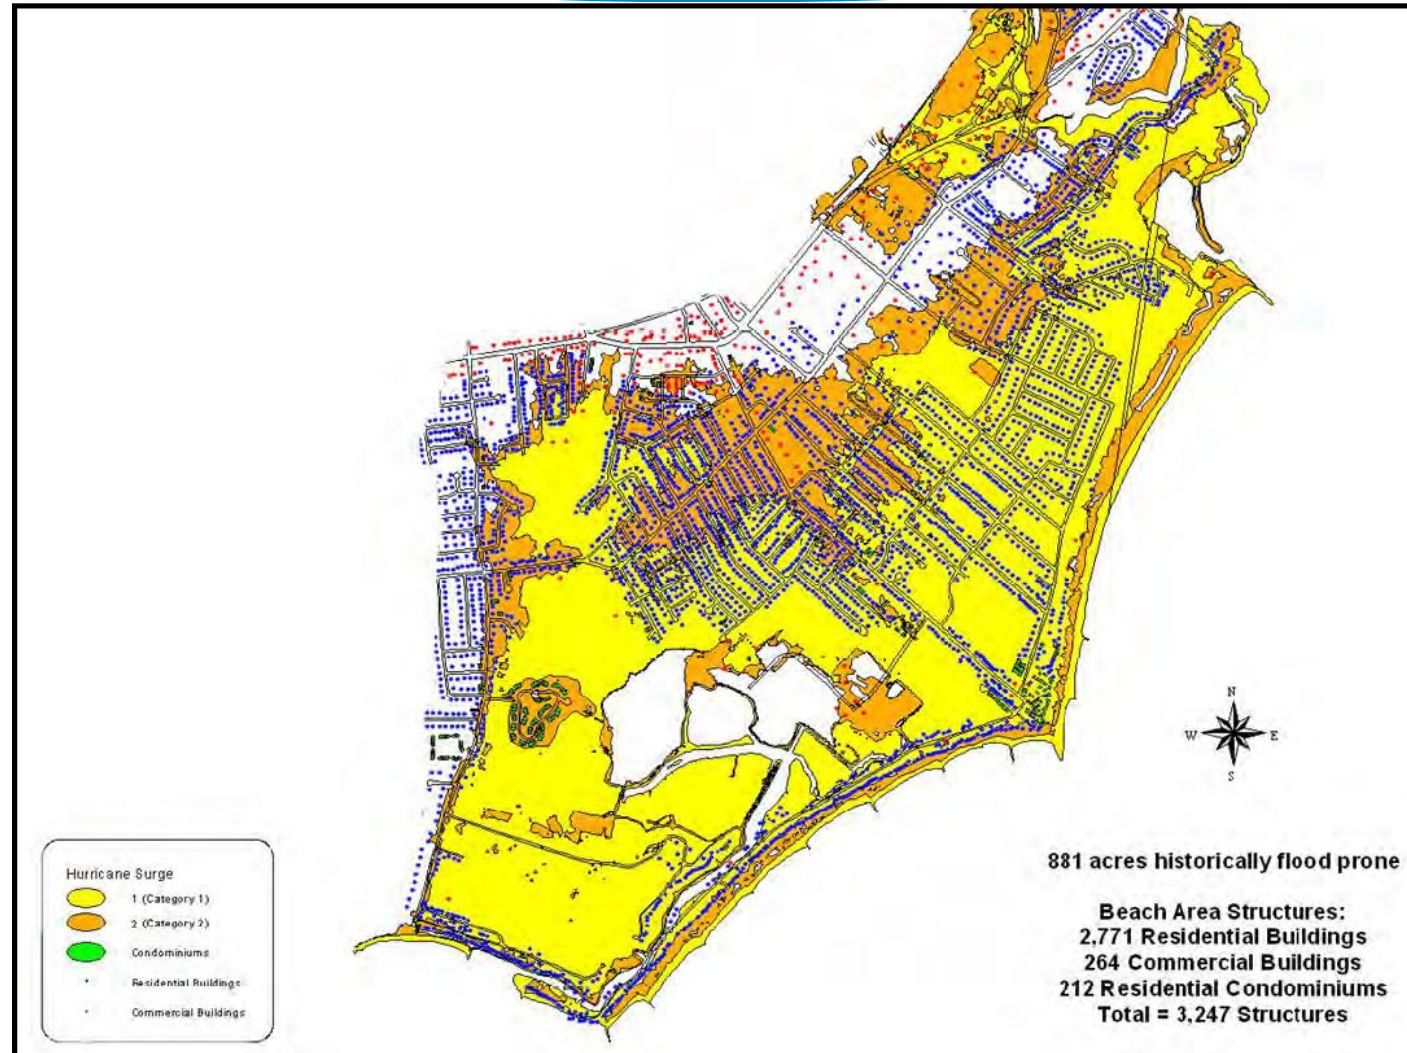 N
W
E
S
Hurricane Surge
1 (Category 1)
2 (Category 2)
Condominiums
Residential Buildings
Commercial Buildings
881 acres historically flood prone
Beach Area Structures:
2,771 Residential Buildings
264 Commercial Buildings
212 Residential Condominiums
Total = 3,247 Structures